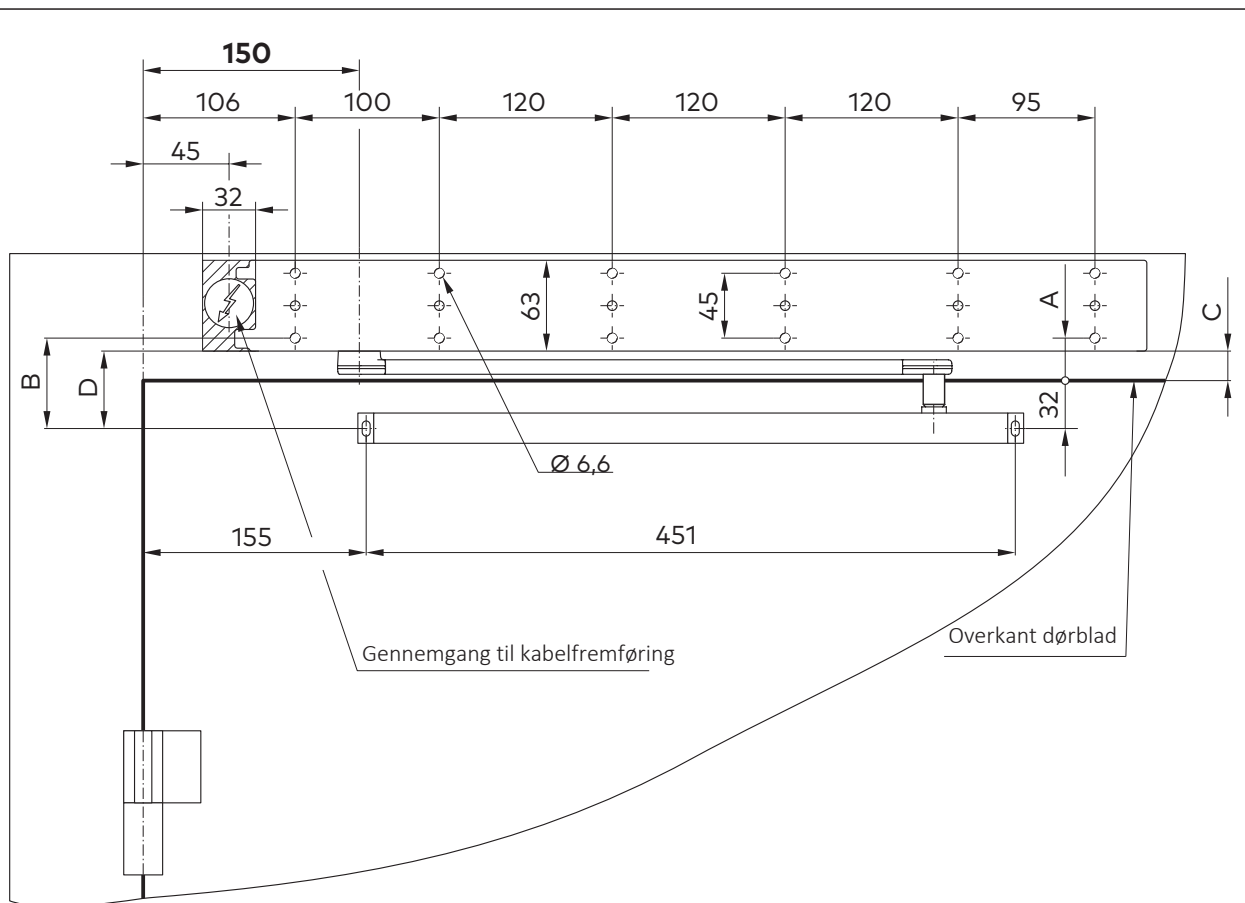 150
106 100 120 120 120 95
45
32
63
45
A
C
B
D
32
Ø 6,6
155 451
Gennemgang til kabelfremføring
Overkant dørblad